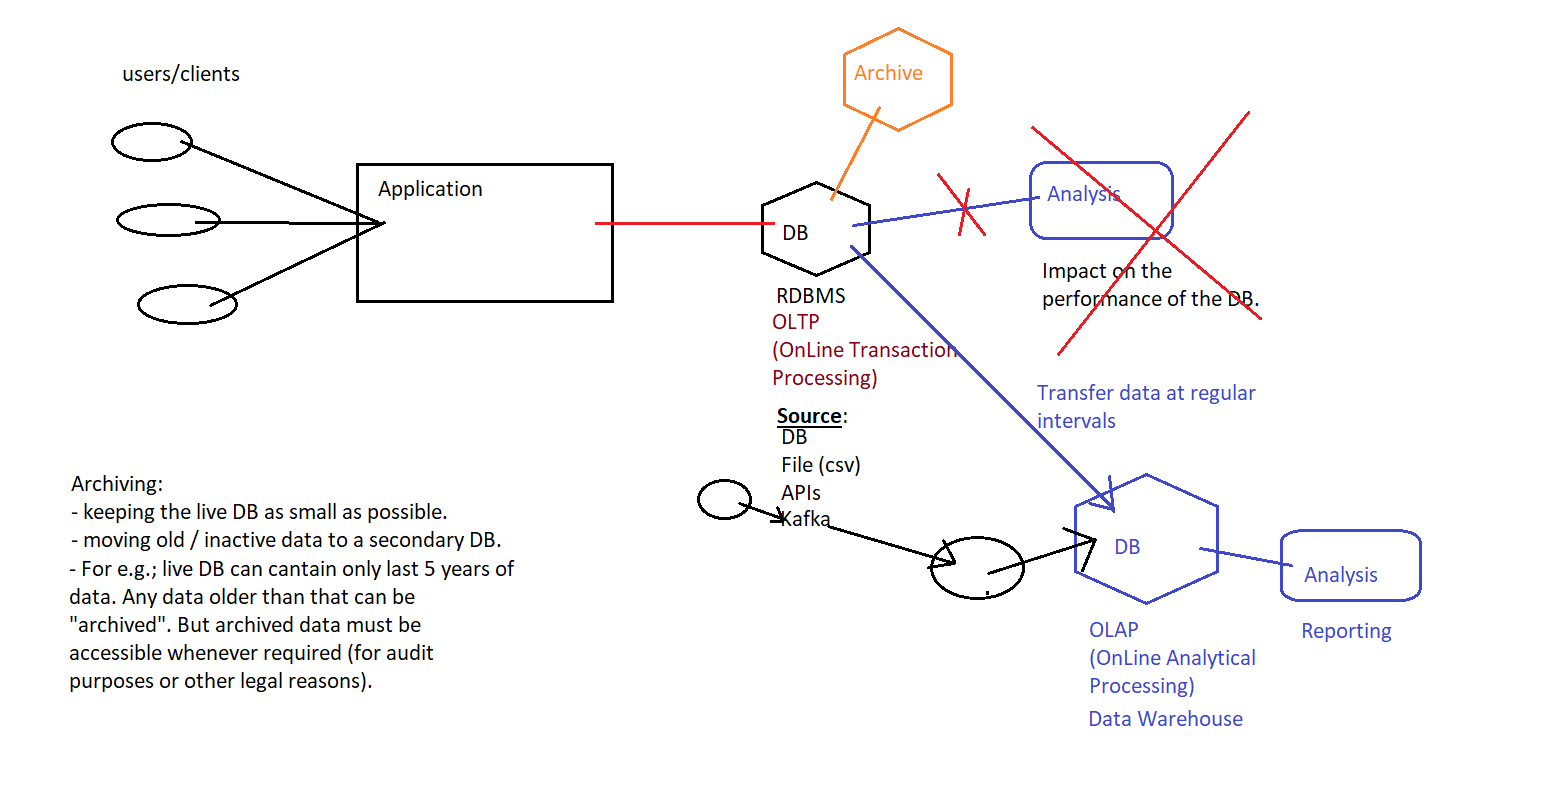 users/clients
Archive
Application
Analysis
DB
Impact on the
performance of the DB.
RDBMS
OLTP
(OnLine Transaction
Processing)
Transfer data at regular
intervals
Source:
DB
File (csv)
APIs
Kafka
Archiving:
- keeping the live DB as small as possible.
- moving old / inactive data to a secondary DB.
- For e.g.; live DB can cantain only last 5 years of
data. Any data older than that can be
"archived". But archived data must be
accessible whenever required (for audit
purposes or other legal reasons).
DB
Analysis
OLAP
(OnLine Analytical
Processing)
Data Warehouse
Reporting